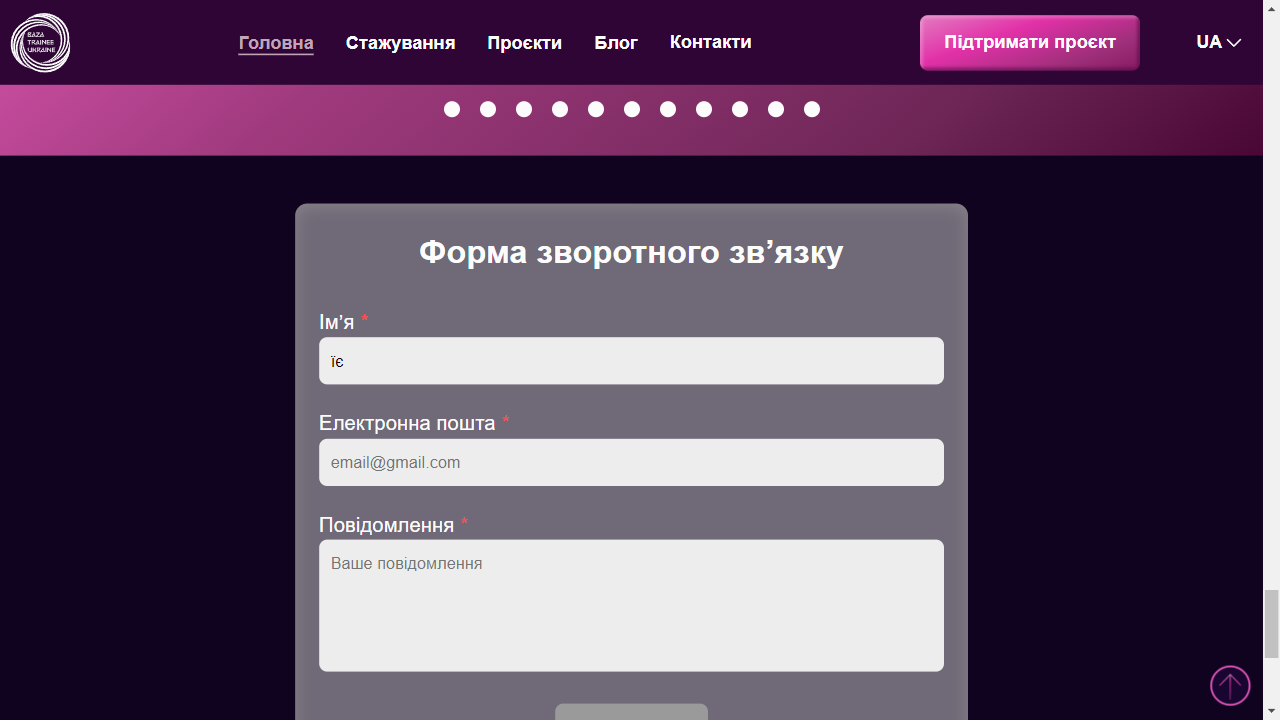 BAZA
TRAINEE
UKRAINE
Головна
Стажування
Проєкти
Блог
Контакти
Підтримати проєкт
UA
Форма зворотного зв’язку
Ім’я *
їє
Електронна пошта *
email@gmail.com
Повідомлення *
Ваше повідомлення